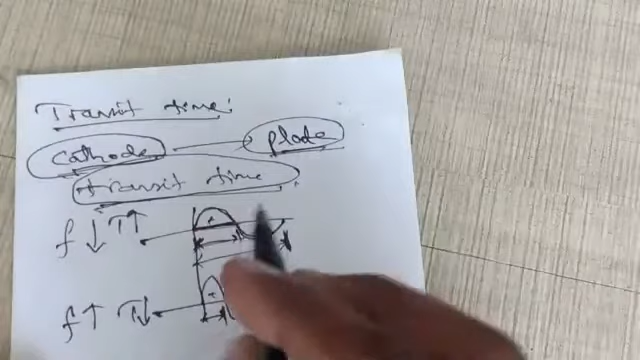 Transit time:
Cathode plate
transit time
f ↓ T↑
+
f ↑ T↓
+